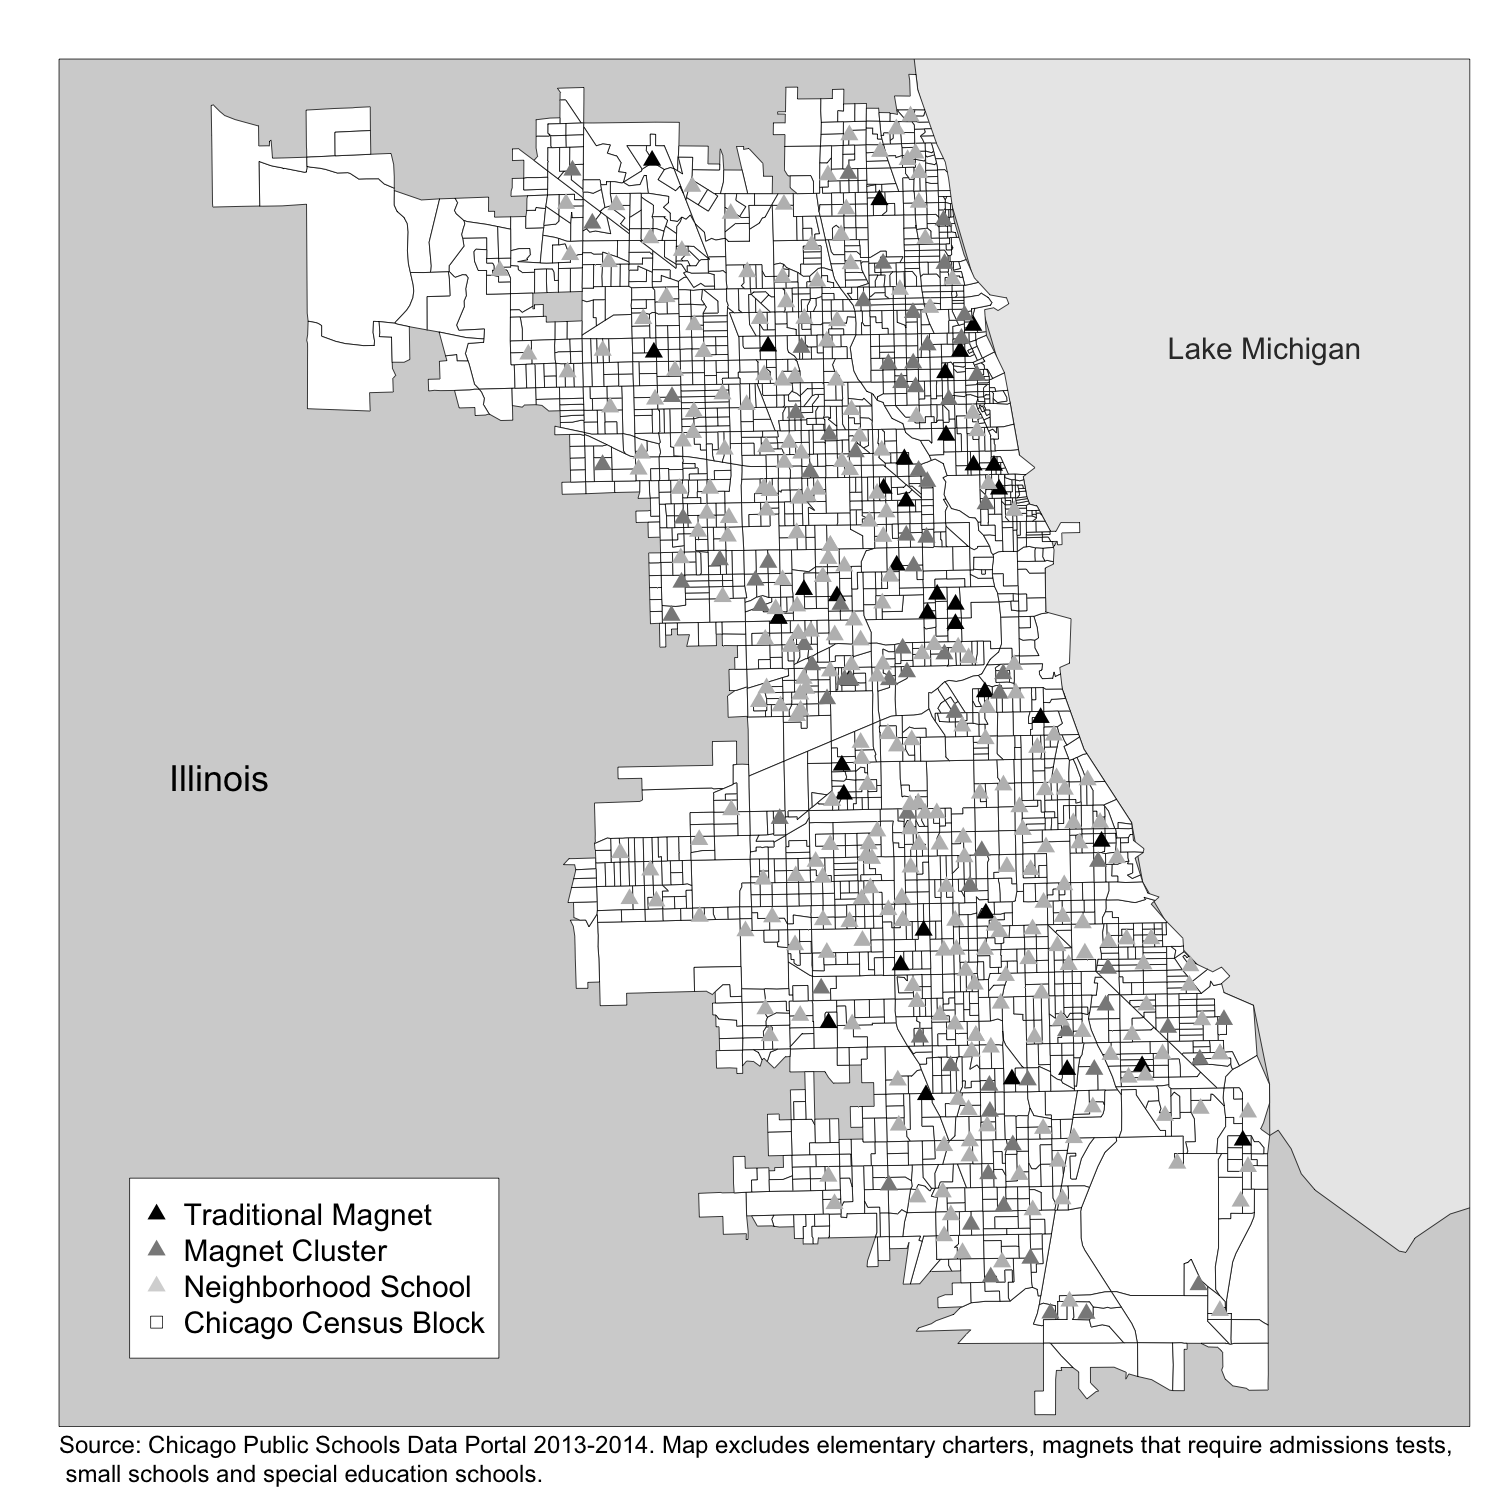 Lake Michigan
Illinois
Traditional Magnet
Magnet Cluster
Neighborhood School
Chicago Census Block
Source: Chicago Public Schools Data Portal 2013-2014. Map excludes elementary charters, magnets that require admissions tests,
small schools and special education schools.